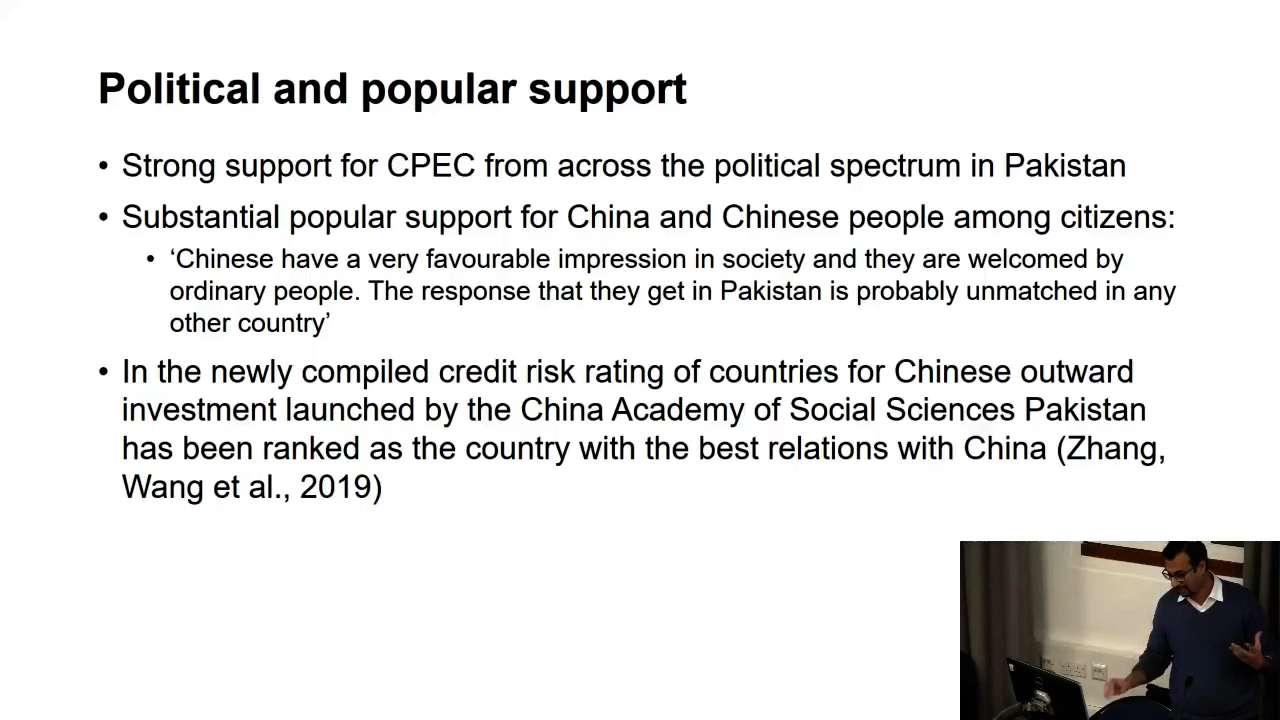 Political and popular support
• Strong support for CPEC from across the political spectrum in Pakistan
• Substantial popular support for China and Chinese people among citizens:
• ‘Chinese have a very favourable impression in society and they are welcomed by
ordinary people. The response that they get in Pakistan is probably unmatched in any
other country’
• In the newly compiled credit risk rating of countries for Chinese outward
investment launched by the China Academy of Social Sciences Pakistan
has been ranked as the country with the best relations with China (Zhang,
Wang et al., 2019)